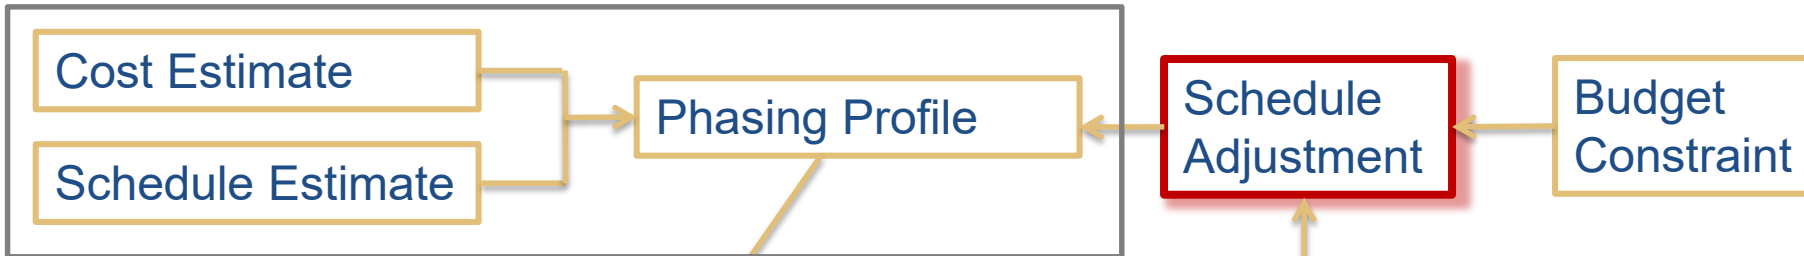 Cost Estimate
Schedule Estimate
Phasing Profile
Schedule
Adjustment
Budget
Constraint